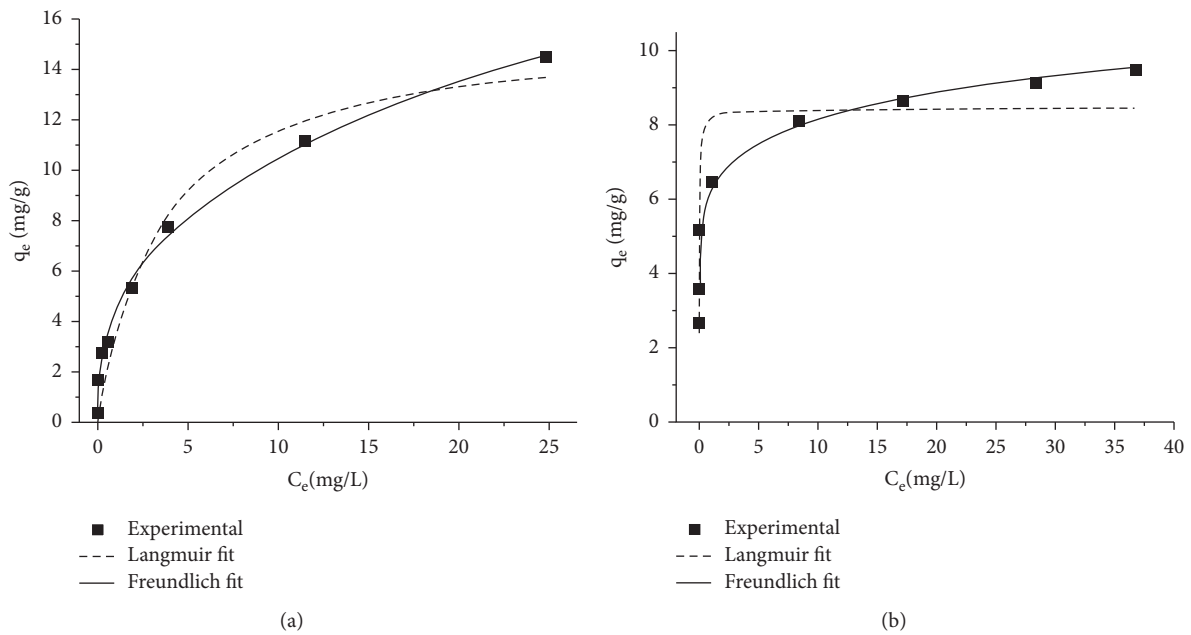 16
14
12
10
8
6
4
2
0
qₑ (mg/g)
0 5 10 15 20 25
Cₑ(mg/L)
Experimental
Langmuir fit
Freundlich fit
(a)
10
8
6
4
2
0
qₑ (mg/g)
0 5 10 15 20 25 30 35 40
Cₑ(mg/L)
Experimental
Langmuir fit
Freundlich fit
(b)